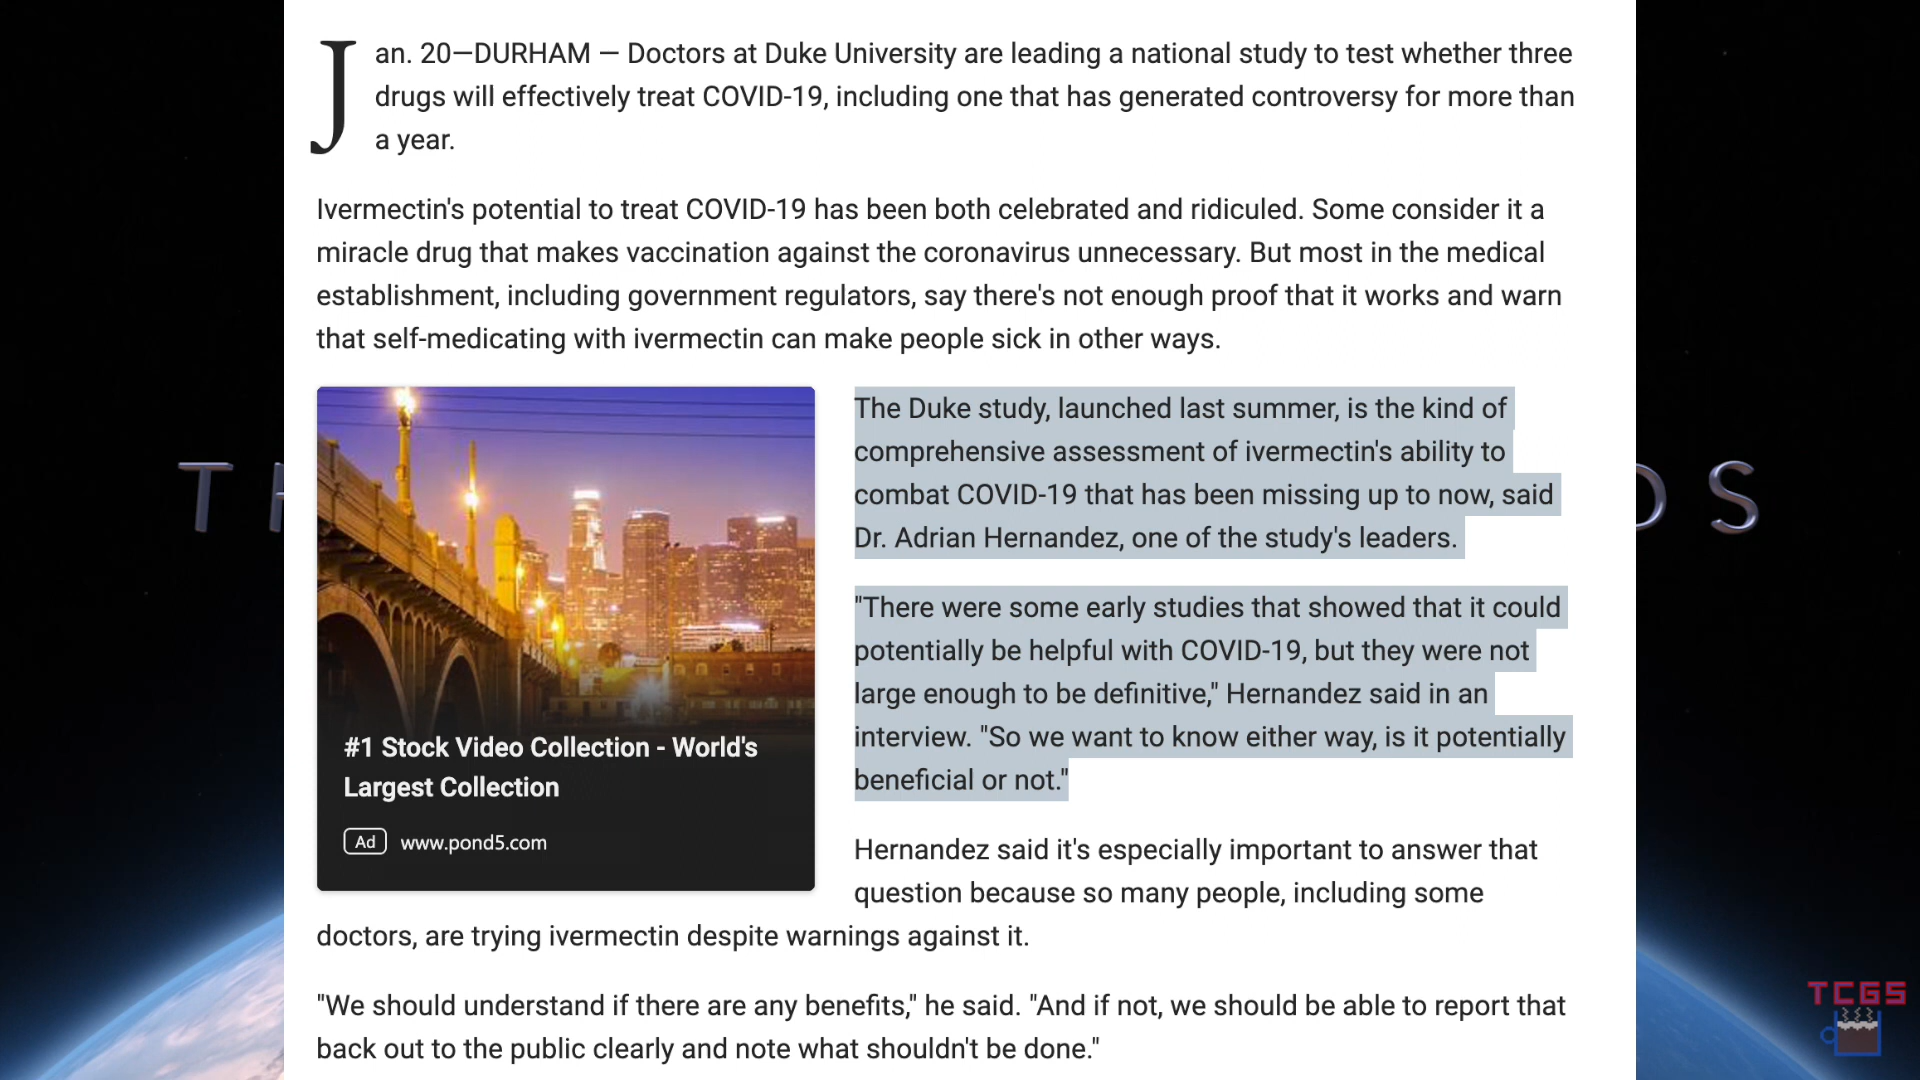 Jan. 20—DURHAM — Doctors at Duke University are leading a national study to test whether three
drugs will effectively treat COVID-19, including one that has generated controversy for more than
a year.
Ivermectin's potential to treat COVID-19 has been both celebrated and ridiculed. Some consider it a
miracle drug that makes vaccination against the coronavirus unnecessary. But most in the medical
establishment, including government regulators, say there's not enough proof that it works and warn
that self-medicating with ivermectin can make people sick in other ways.
#1 Stock Video Collection - World's
Largest Collection
Ad www.pond5.com
The Duke study, launched last summer, is the kind of
comprehensive assessment of ivermectin's ability to
combat COVID-19 that has been missing up to now, said
Dr. Adrian Hernandez, one of the study's leaders.
"There were some early studies that showed that it could
potentially be helpful with COVID-19, but they were not
large enough to be definitive," Hernandez said in an
interview. "So we want to know either way, is it potentially
beneficial or not."
Hernandez said it's especially important to answer that
question because so many people, including some
doctors, are trying ivermectin despite warnings against it.
"We should understand if there are any benefits," he said. "And if not, we should be able to report that
back out to the public clearly and note what shouldn't be done."
TCGS